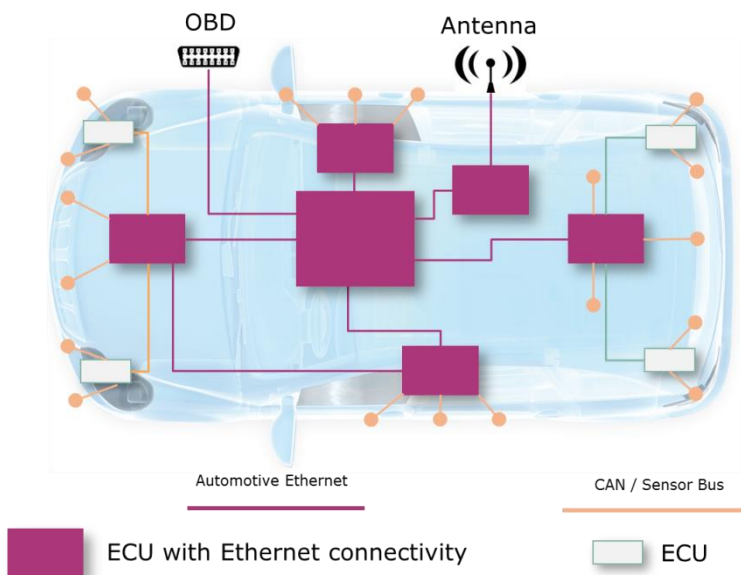 OBD
Antenna
Automotive Ethernet
CAN / Sensor Bus
ECU with Ethernet connectivity
ECU